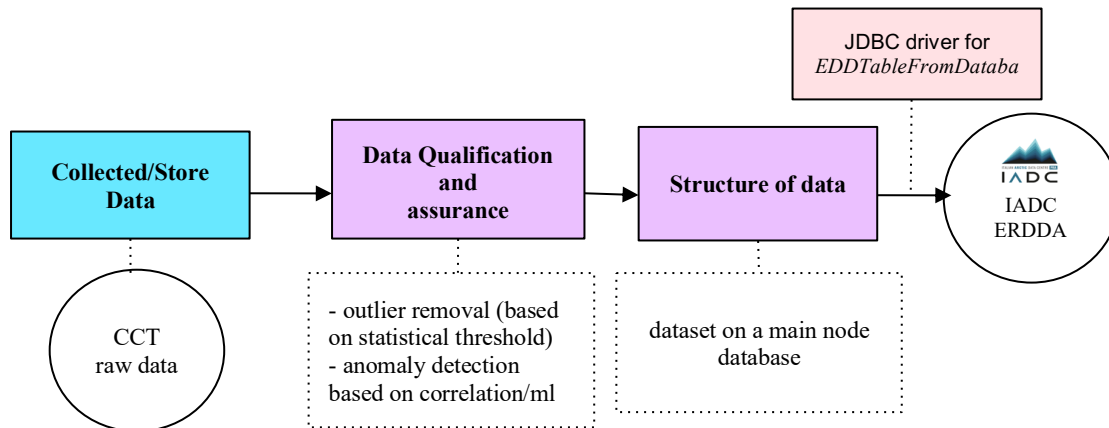 JDBC driver for
EDDTableFromDataba
Collected/Store
Data
Data Qualification
and
assurance
Structure of data
IADC
IADC
ERDDA
CCT
raw data
- outlier removal (based
on statistical threshold)
- anomaly detection
based on correlation/ml
dataset on a main node
database